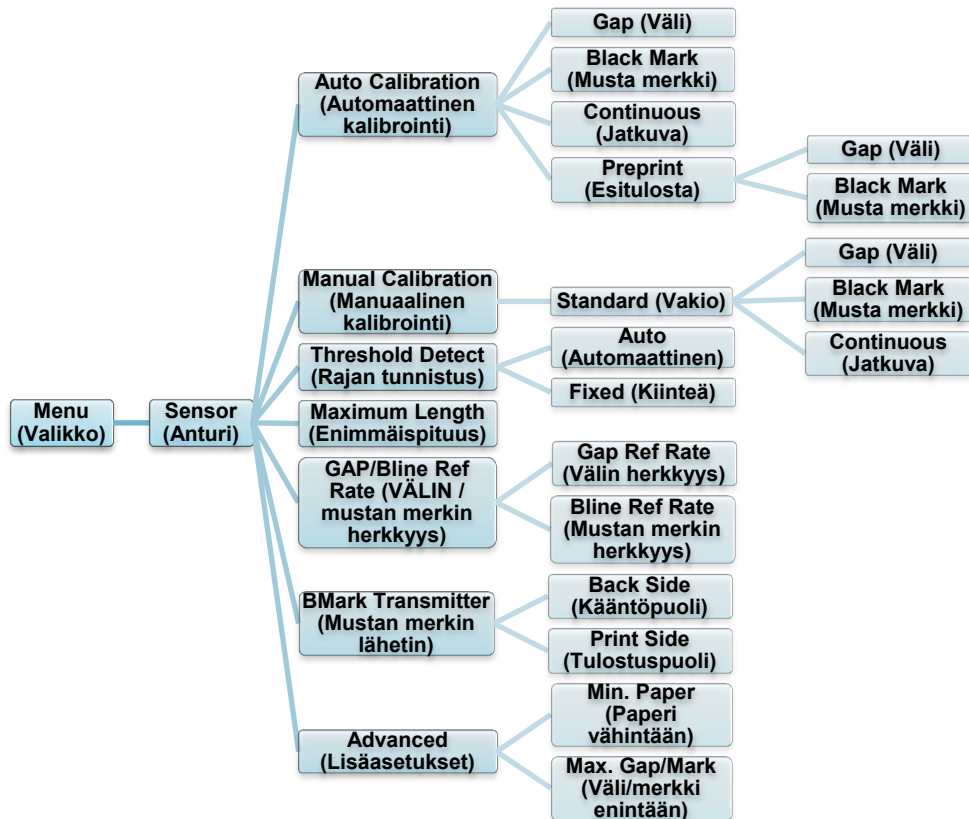 Menu
(Valikko)
Sensor
(Anturi)
Auto Calibration
(Automaattinen
kalibrointi)
Gap (Väli)
Black Mark
(Musta merkki)
Continuous
(Jatkuva)
Preprint
(Esitulosta)
Gap (Väli)
Black Mark
(Musta merkki)
Manual Calibration
(Manuaalinen
kalibrointi)
Standard (Vakio)
Gap (Väli)
Black Mark
(Musta merkki)
Continuous
(Jatkuva)
Threshold Detect
(Rajan tunnistus)
Auto
(Automaattinen)
Fixed (Kiinteä)
Maximum Length
(Enimmäispituus)
GAP/Bline Ref
Rate (VÄLIN /
mustan merkin
herkkyys)
Gap Ref Rate
(Välin herkkyys)
Bline Ref Rate
(Mustan merkin
herkkyys)
BMark Transmitter
(Mustan merkin
lähetin)
Back Side
(Kääntöpuoli)
Print Side
(Tulostuspuoli)
Advanced
(Lisäasetukset)
Min. Paper
(Paperi
vähintään)
Max. Gap/Mark
(Väli/merkki
enintään)